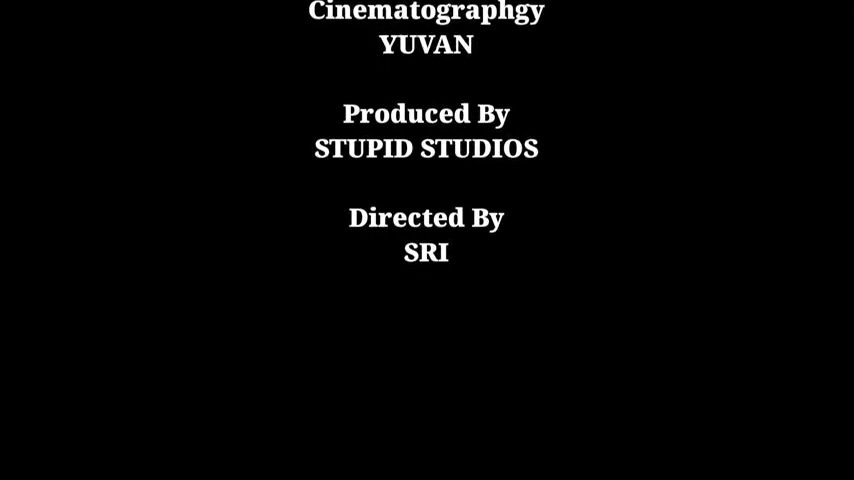 Cinematographgy
YUVAN
Produced By
STUPID STUDIOS
Directed By
SRI